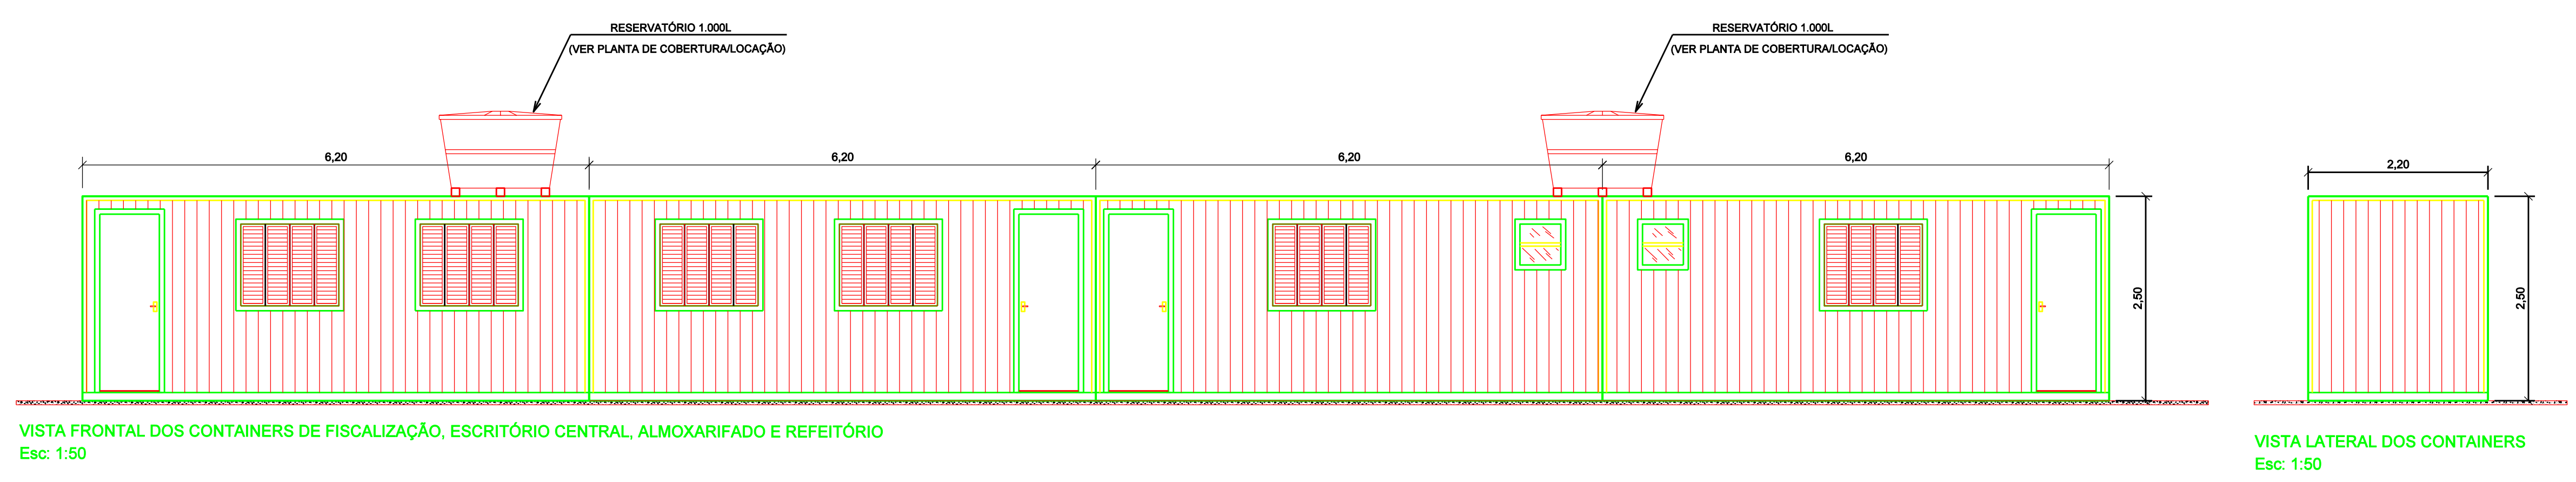 RESERVATÓRIO 1.000L
(VER PLANTA DE COBERTURA/LOCAÇÃO)
RESERVATÓRIO 1.000L
(VER PLANTA DE COBERTURA/LOCAÇÃO)
6,20
6,20
6,20
6,20
2,20
2,50
2,50
VISTA FRONTAL DOS CONTAINERS DE FISCALIZAÇÃO, ESCRITÓRIO CENTRAL, ALMOXARIFADO E REFEITÓRIO
Esc: 1:50
VISTA LATERAL DOS CONTAINERS
Esc: 1:50